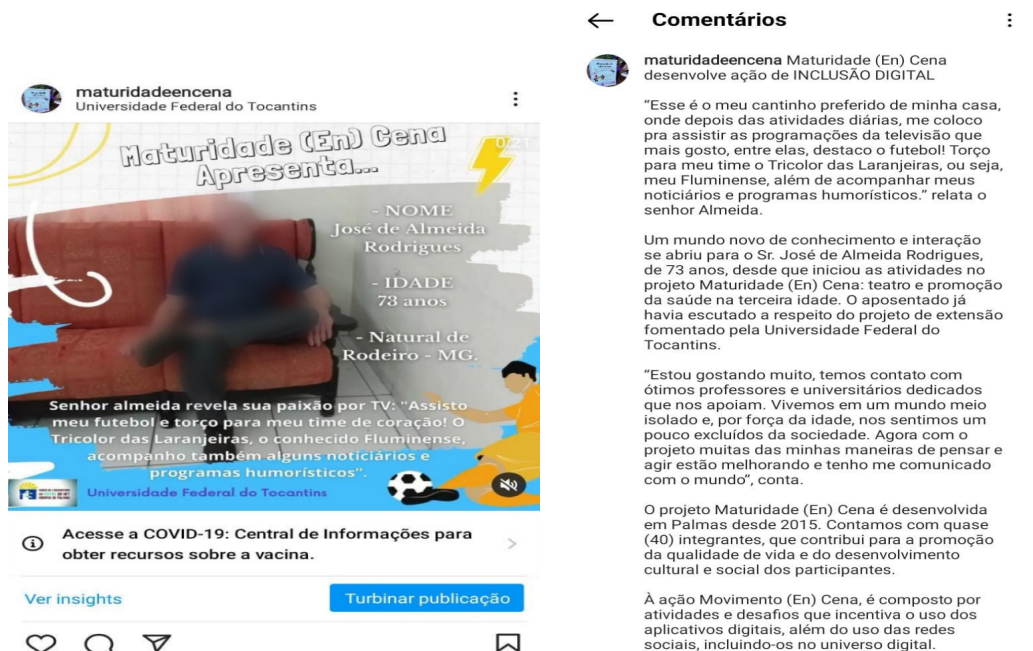 maturidadeencena
Universidade Federal do Tocantins
Maturidade (En) Cena
Apresenta...
0:21
- NOME
José de Almeida
Rodrigues
- IDADE
73 anos
- Natural de
Rodeiro - MG.
Senhor almeida revela sua paixão por TV: "Assisto
meu futebol e torço para meu time de coração! O
Tricolor das Laranjeiras, o conhecido Fluminense,
acompanho também alguns noticiários e
programas humorísticos".
Universidade Federal do Tocantins
Acesse a COVID-19: Central de Informações para
obter recursos sobre a vacina.
Ver insights
Turbinar publicação
Comentários
maturidadeencena Maturidade (En) Cena
desenvolve ação de INCLUSÃO DIGITAL
“Esse é o meu cantinho preferido de minha casa,
onde depois das atividades diárias, me coloco
pra assistir as programações da televisão que
mais gosto, entre elas, destaco o futebol! Torço
para meu time o Tricolor das Laranjeiras, ou seja,
meu Fluminense, além de acompanhar meus
noticiários e programas humorísticos.” relata o
senhor Almeida.
Um mundo novo de conhecimento e interação
se abriu para o Sr. José de Almeida Rodrigues,
de 73 anos, desde que iniciou as atividades no
projeto Maturidade (En) Cena: teatro e promoção
da saúde na terceira idade. O aposentado já
havia escutado a respeito do projeto de extensão
fomentado pela Universidade Federal do
Tocantins.
“Estou gostando muito, temos contato com
ótimos professores e universitários dedicados
que nos apoiam. Vivemos em um mundo meio
isolado e, por força da idade, nos sentimos um
pouco excluídos da sociedade. Agora com o
projeto muitas das minhas maneiras de pensar e
agir estão melhorando e tenho me comunicado
com o mundo”, conta.
O projeto Maturidade (En) Cena é desenvolvida
em Palmas desde 2015. Contamos com quase
(40) integrantes, que contribui para a promoção
da qualidade de vida e do desenvolvimento
cultural e social dos participantes.
À ação Movimento (En) Cena, é composto por
atividades e desafios que incentiva o uso dos
aplicativos digitais, além do uso das redes
sociais, incluindo-os no universo digital.